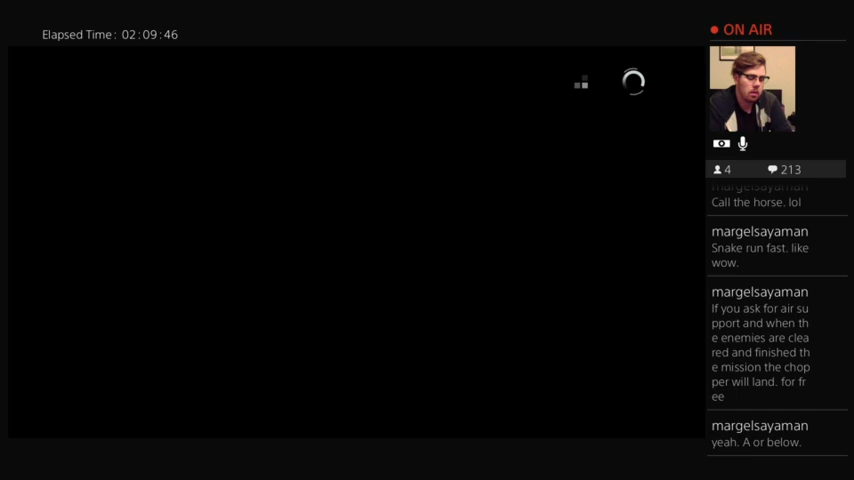 Elapsed Time: 02:09:46
ON AIR
4 213
margelsayaman
Call the horse. lol
margelsayaman
Snake run fast. like
wow.
margelsayaman
If you ask for air su
pport and when th
e enemies are clea
red and finished th
e mission the chop
per will land. for fr
ee
margelsayaman
yeah. A or below.